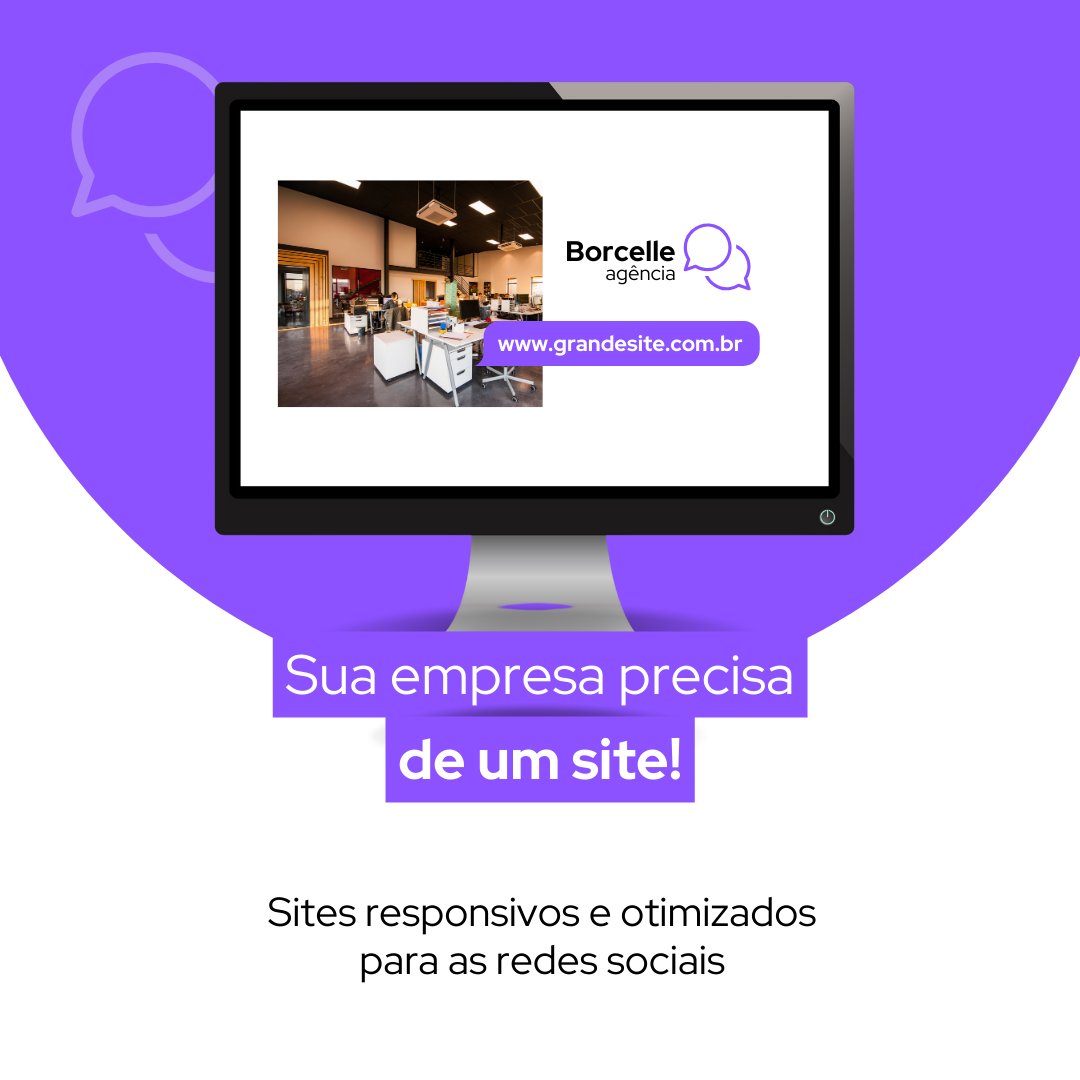 Borcelle
agência
www.grandesite.com.br
Sua empresa precisa
de um site!
Sites responsivos e otimizados
para as redes sociais